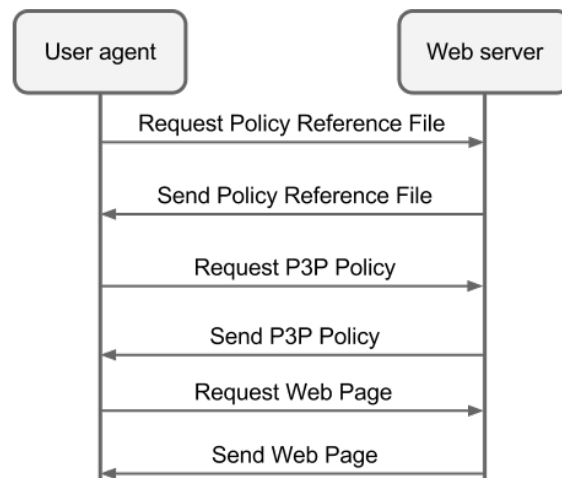 User agent
Web server
Request Policy Reference File
Send Policy Reference File
Request P3P Policy
Send P3P Policy
Request Web Page
Send Web Page